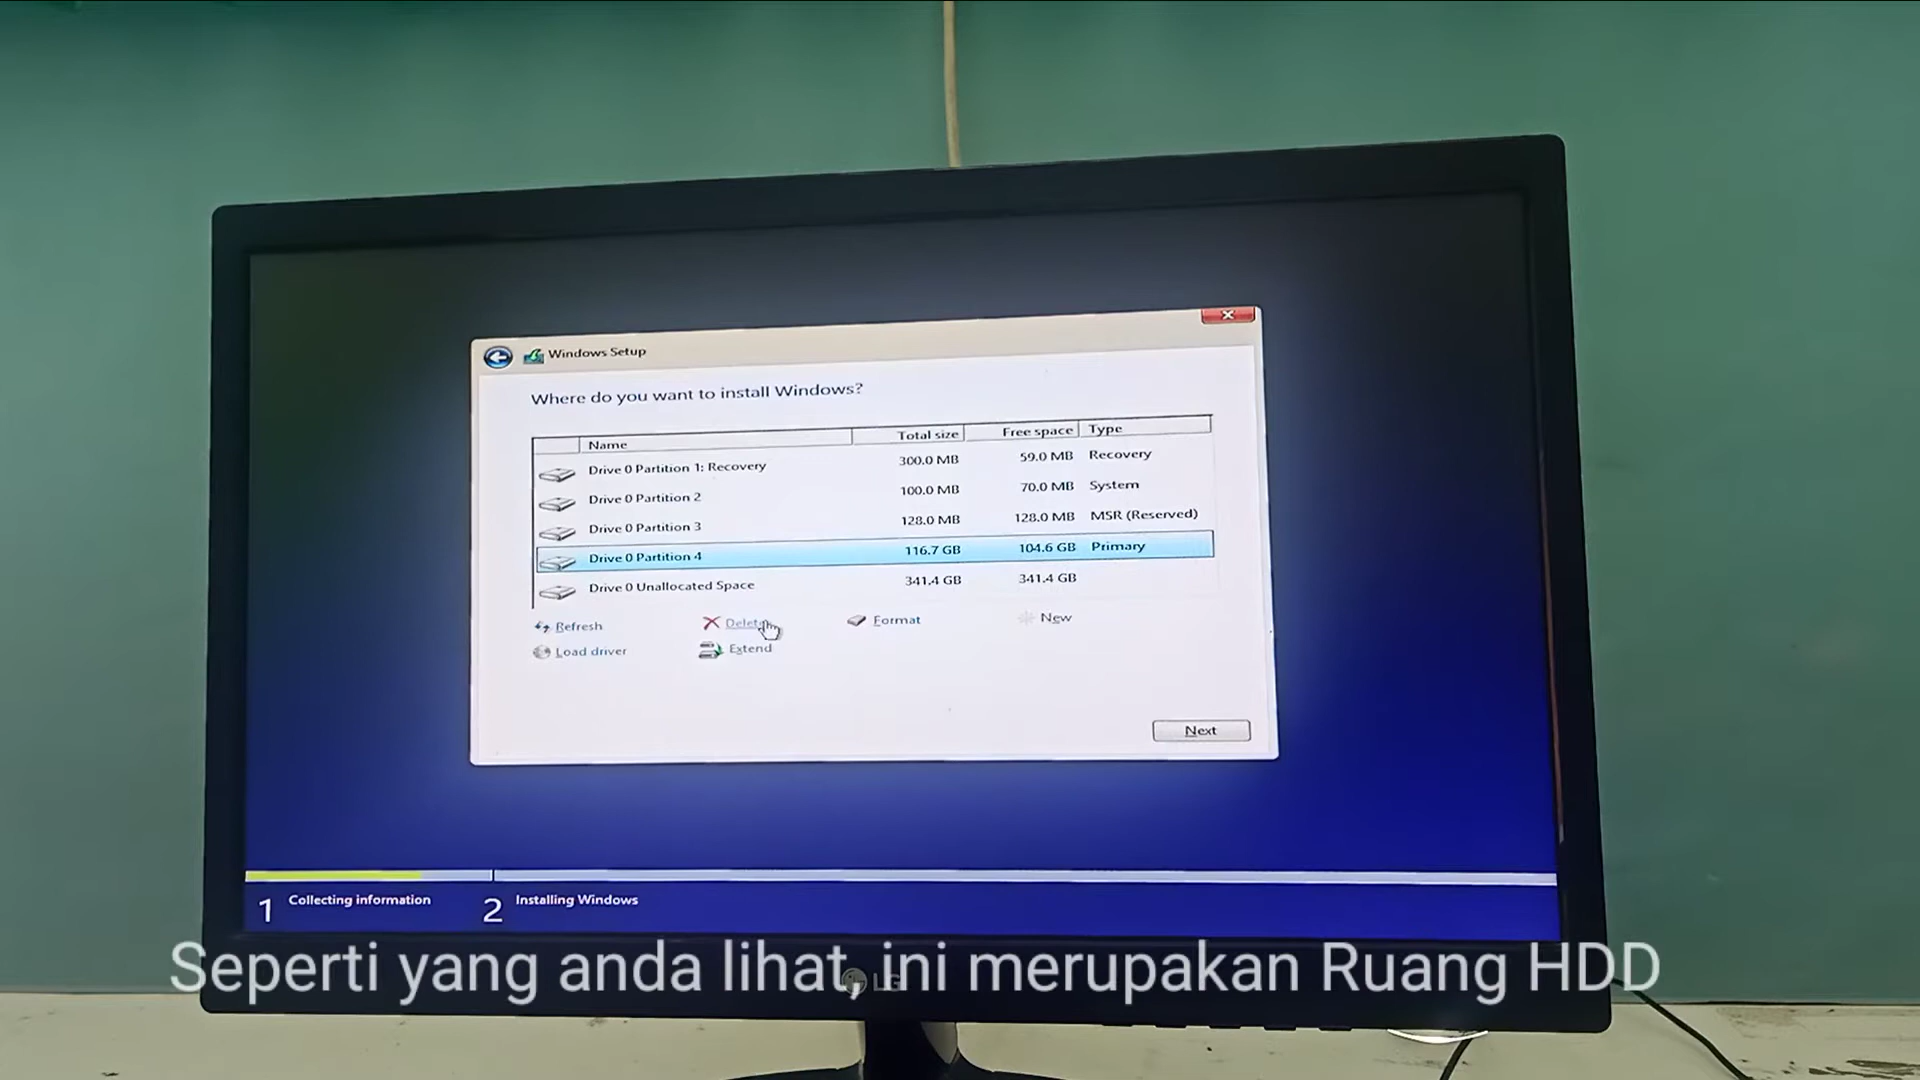 Windows Setup
Where do you want to install Windows?
Name Total size Free space Type
Drive 0 Partition 1: Recovery 300.0 MB 59.0 MB Recovery
Drive 0 Partition 2 100.0 MB 70.0 MB System
Drive 0 Partition 3 128.0 MB 128.0 MB MSR (Reserved)
Drive 0 Partition 4 116.7 GB 104.6 GB Primary
Drive 0 Unallocated Space 341.4 GB 341.4 GB
Refresh Delete Format New
Load driver Extend
Next
1 Collecting information 2 Installing Windows
LG
Seperti yang anda lihat, ini merupakan Ruang HDD